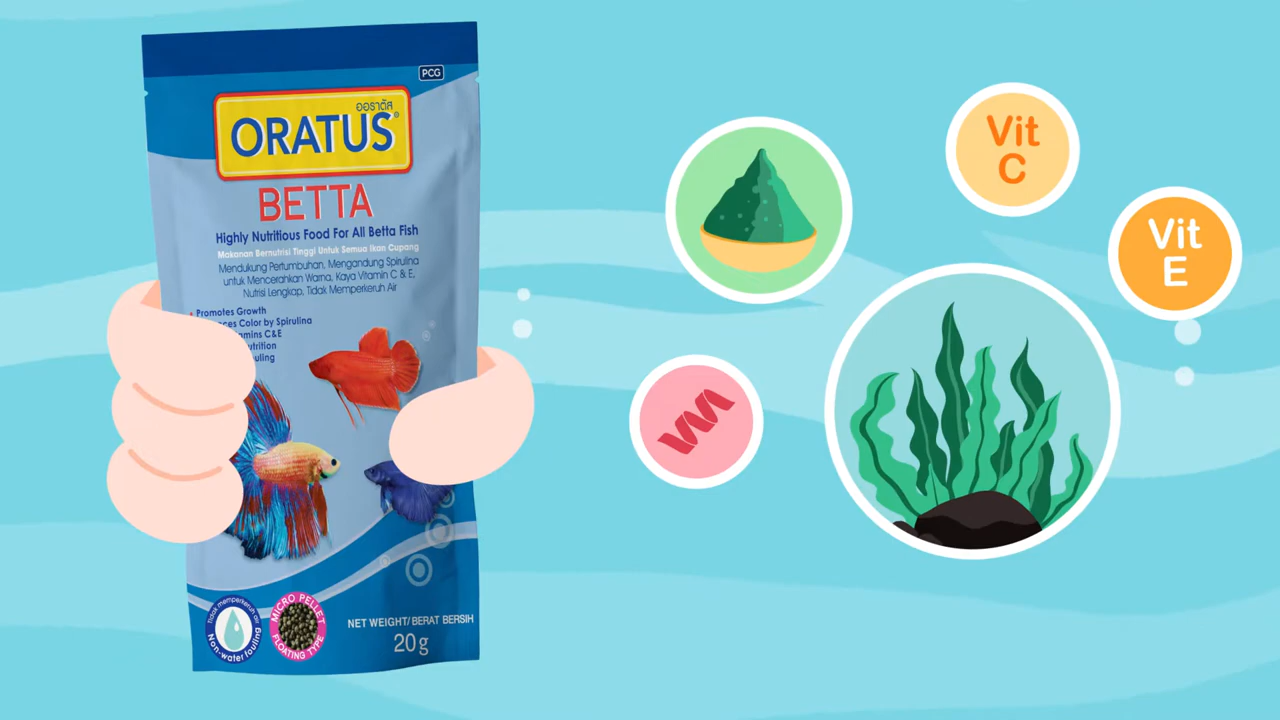 PCG
ออราตัส
ORATUS®
BETTA
Highly Nutritious Food For All Betta Fish
Makanan Bernutrisi Tinggi Untuk Semua Ikan Cupang
Mendukung Pertumbuhan, Mengandung Spirulina
untuk Mencerahkan Warna, Kaya Vitamin C & E,
Nutrisi Lengkap, Tidak Memperkeruh Air
Promotes Growth
Color by Spirulina
C&E
Tidak memperkeruh air
Non-water fouling
MICRO PELLET
FLOATING TYPE
NET WEIGHT/ BERAT BERSIH
20g
Vit
C
Vit
E